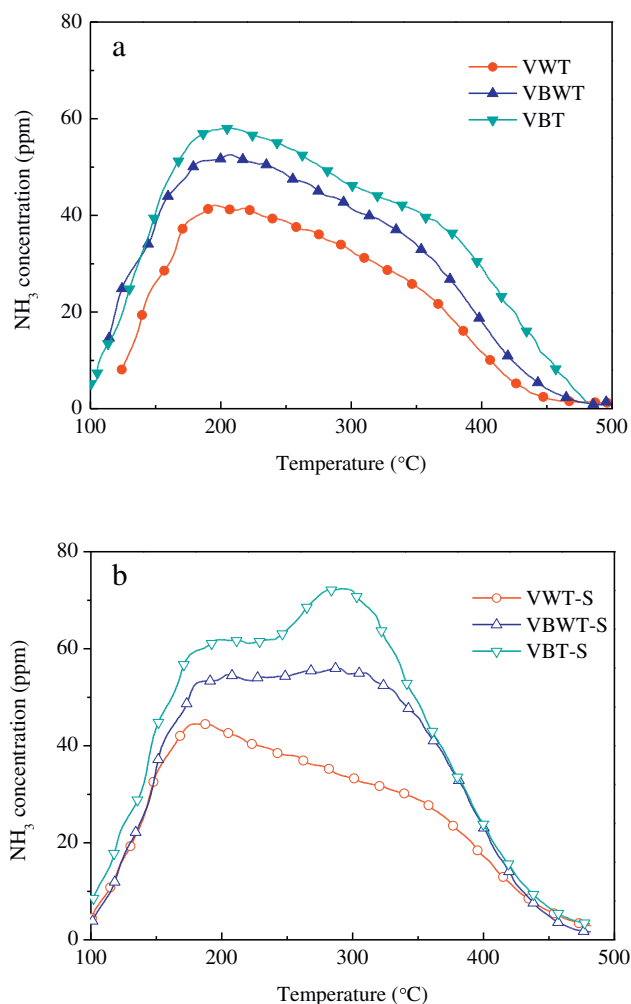 a
VWT
VBWT
VBT
NH₃ concentration (ppm)
80
60
40
20
0
100 200 300 400 500
Temperature (°C)
b
VWT-S
VBWT-S
VBT-S
NH₃ concentration (ppm)
80
60
40
20
0
100 200 300 400 500
Temperature (°C)